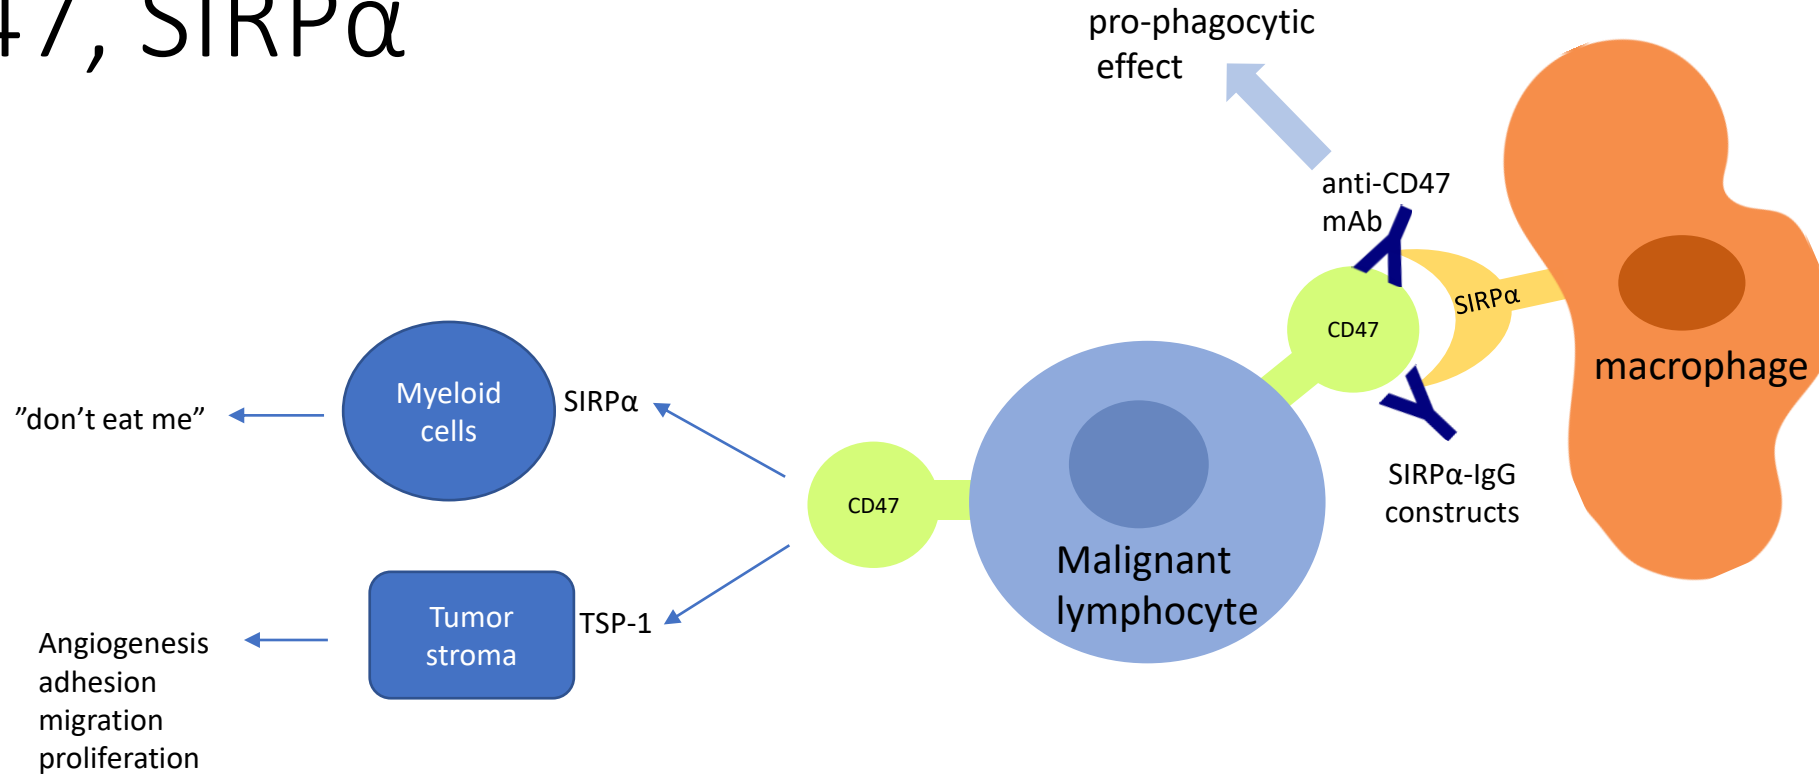 47, SIRPα
pro-phagocytic
effect
anti-CD47
mAb
SIRPα
CD47
macrophage
SIRPα-IgG
constructs
Myeloid
cells
SIRPα
”don’t eat me”
CD47
Malignant
lymphocyte
Tumor
stroma
TSP-1
Angiogenesis
adhesion
migration
proliferation